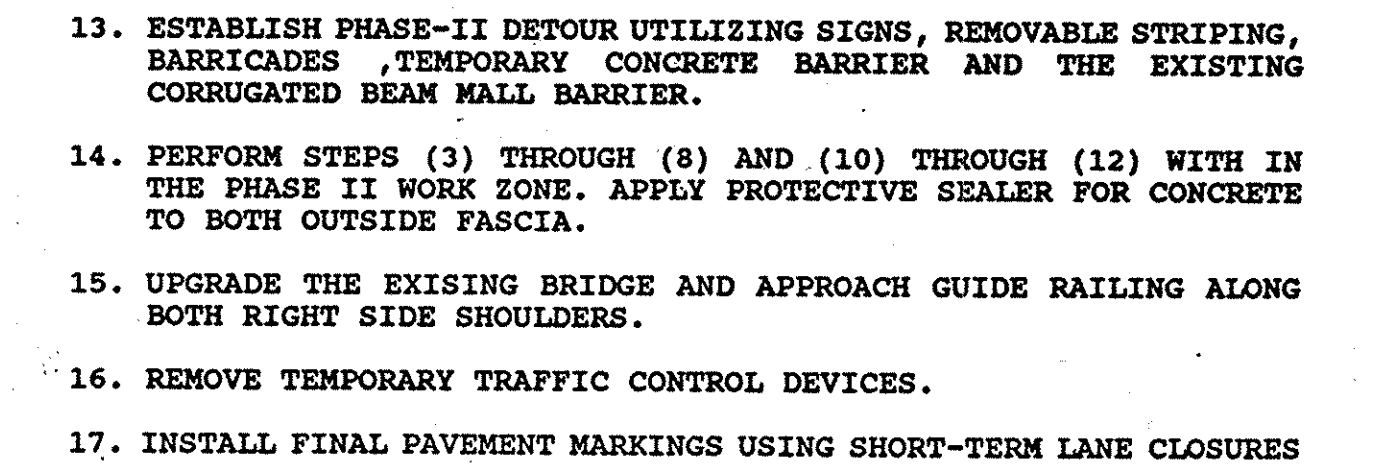 13. ESTABLISH PHASE-II DETOUR UTILIZING SIGNS, REMOVABLE STRIPING,
BARRICADES ,TEMPORARY CONCRETE BARRIER AND THE EXISTING
CORRUGATED BEAM MALL BARRIER.
14. PERFORM STEPS (3) THROUGH (8) AND (10) THROUGH (12) WITH IN
THE PHASE II WORK ZONE. APPLY PROTECTIVE SEALER FOR CONCRETE
TO BOTH OUTSIDE FASCIA.
15. UPGRADE THE EXISING BRIDGE AND APPROACH GUIDE RAILING ALONG
BOTH RIGHT SIDE SHOULDERS.
16. REMOVE TEMPORARY TRAFFIC CONTROL DEVICES.
17. INSTALL FINAL PAVEMENT MARKINGS USING SHORT-TERM LANE CLOSURES